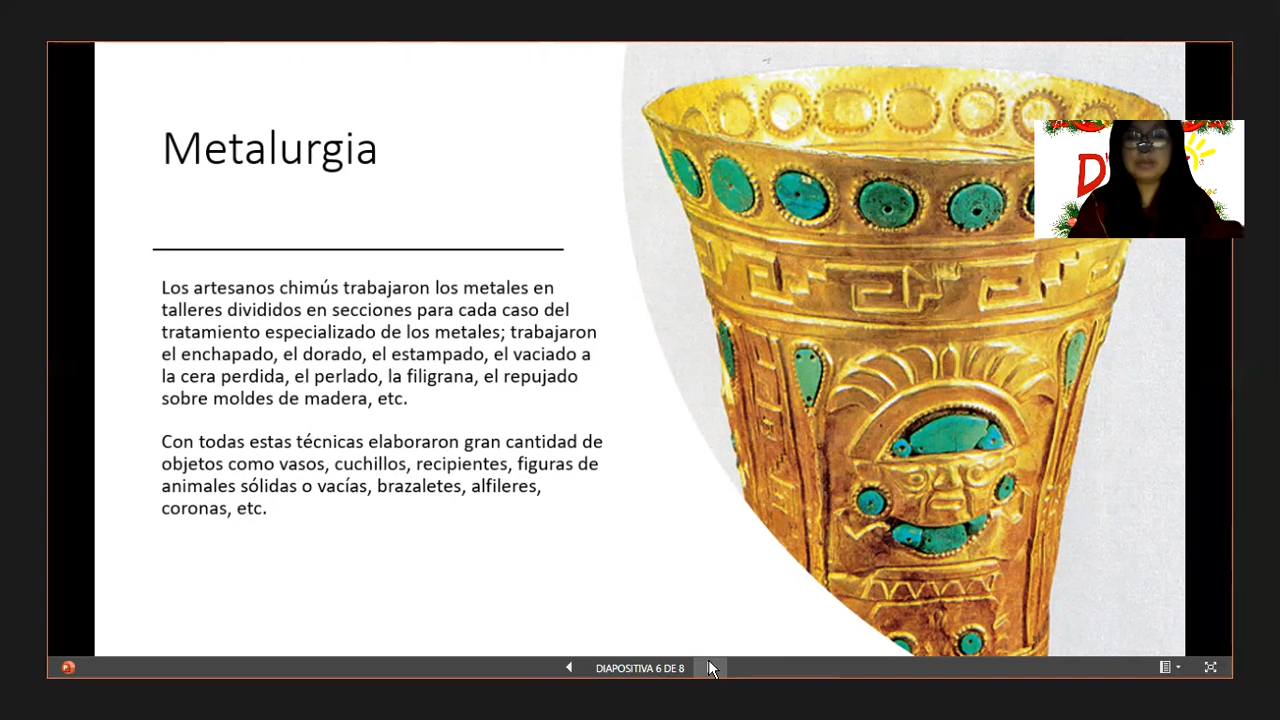 Metalurgia
Los artesanos chimús trabajaron los metales en
talleres divididos en secciones para cada caso del
tratamiento especializado de los metales; trabajaron
el enchapado, el dorado, el estampado, el vaciado a
la cera perdida, el perlado, la filigrana, el repujado
sobre moldes de madera, etc.
Con todas estas técnicas elaboraron gran cantidad de
objetos como vasos, cuchillos, recipientes, figuras de
animales sólidas o vacías, brazaletes, alfileres,
coronas, etc.
DIAPOSITIVA 6 DE 8